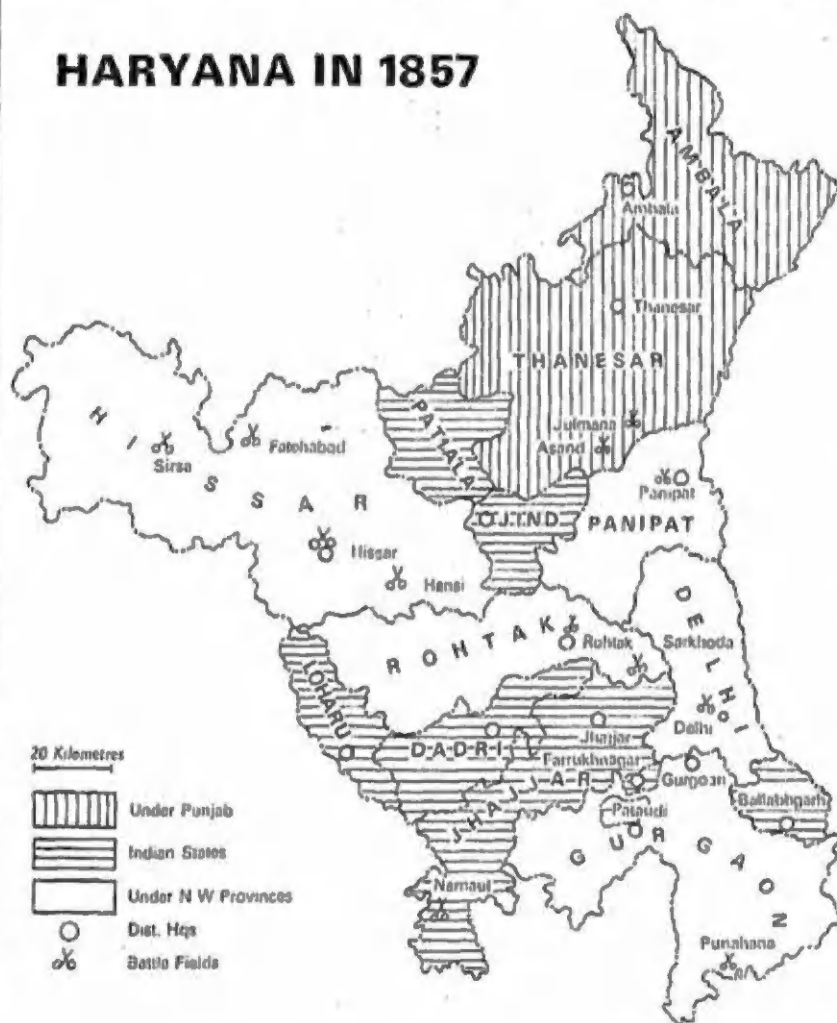 HARYANA IN 1857
AMBALA
Ambala
Thanesar
THANESAR
PATIALA
Julmana
Asand
HISSAR
Sirsa
Fatehabad
Panipat
JIND
PANIPAT
Hissar
Hansi
DELHI
ROHTAK
Rohtak
Sarkhoda
LOHARU
Delhi
DADRI
Jhajjar
Farrukhnagar
JHAJJAR
Gurgoan
Ballabhgarh
Pataudi
GURGAON
Narnaul
Punahana
20 Kilometres
Under Punjab
Indian States
Under N W Provinces
Dist. Hqs
Battle Fields